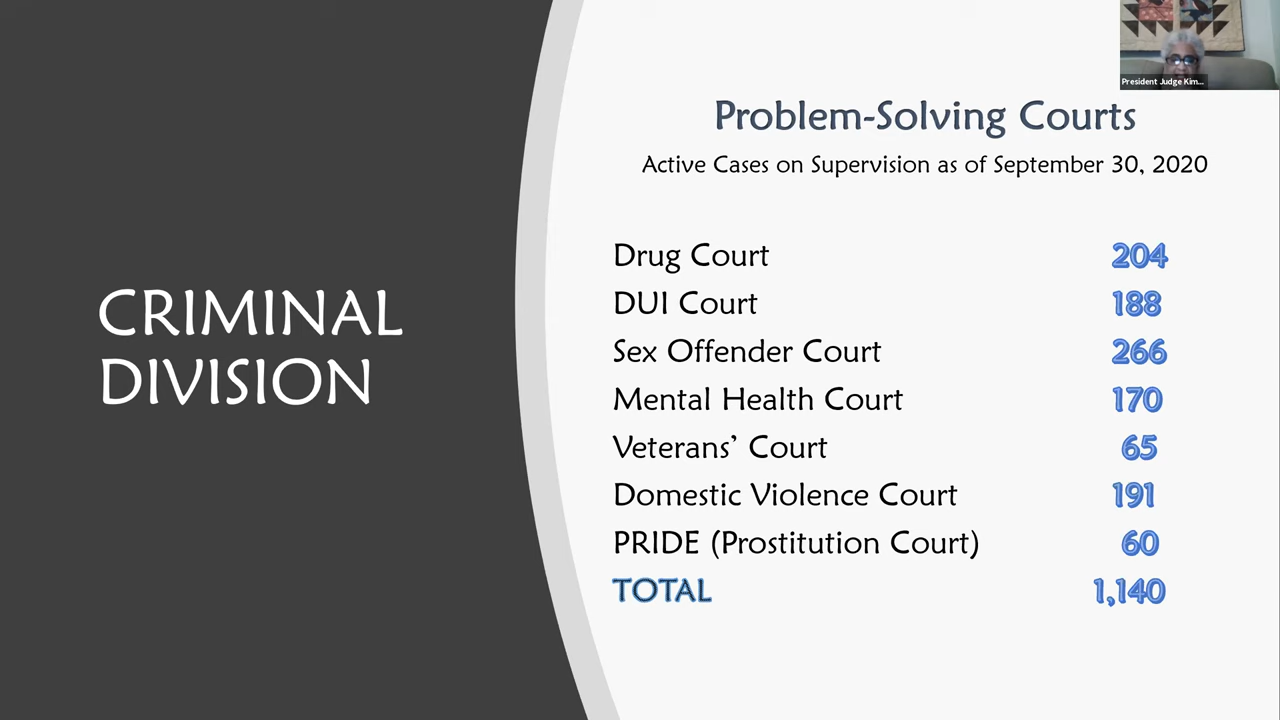 President Judge Kim...
Problem-Solving Courts
Active Cases on Supervision as of September 30, 2020
CRIMINAL
DIVISION
Drug Court 204
DUI Court 188
Sex Offender Court 266
Mental Health Court 170
Veterans’ Court 65
Domestic Violence Court 191
PRIDE (Prostitution Court) 60
TOTAL 1,140